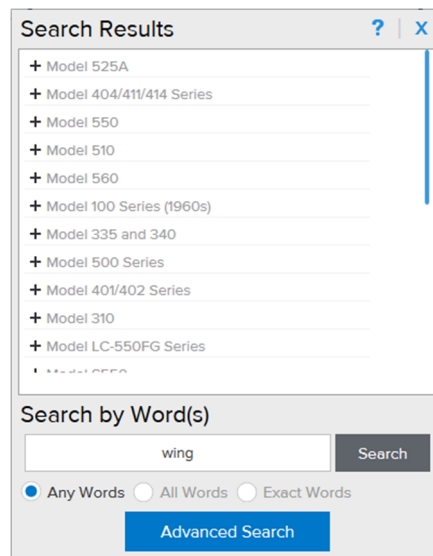 Search Results ? | X
+ Model 525A
+ Model 404/411/414 Series
+ Model 550
+ Model 510
+ Model 560
+ Model 100 Series (1960s)
+ Model 335 and 340
+ Model 500 Series
+ Model 401/402 Series
+ Model 310
+ Model LC-550FG Series
Search by Word(s)
wing Search
Any Words All Words Exact Words
Advanced Search